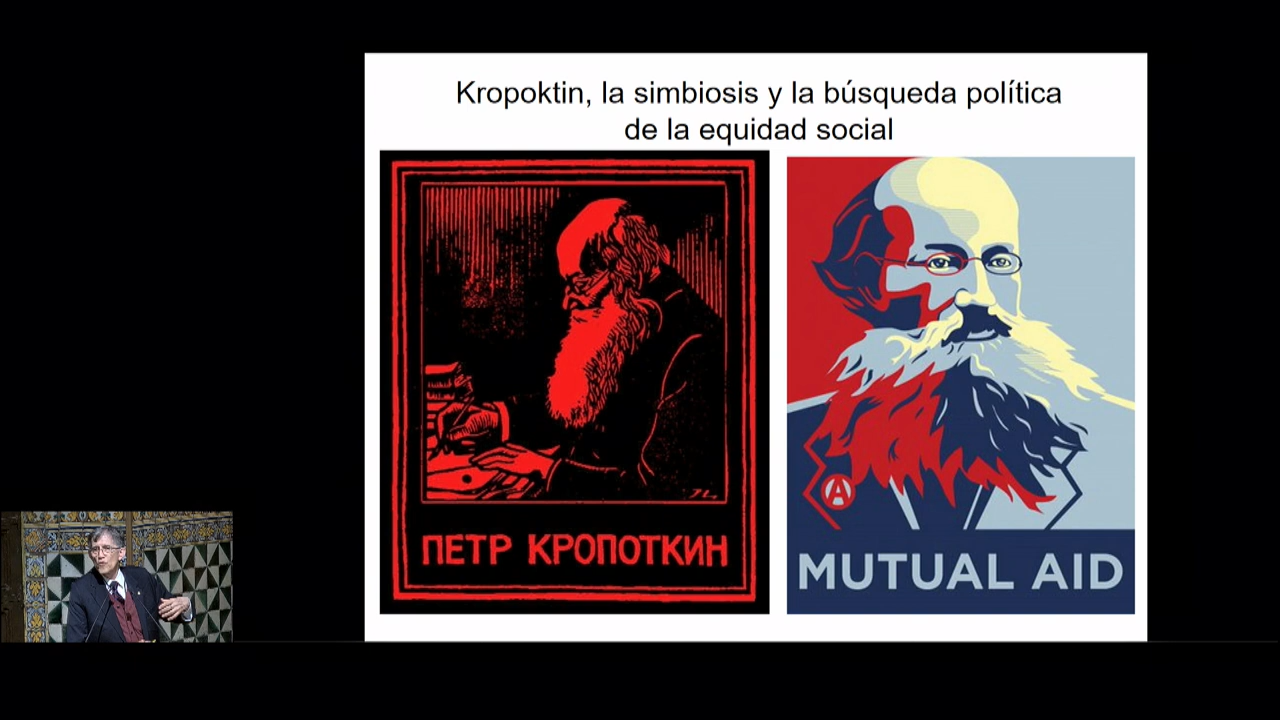 Kropoktin, la simbiosis y la búsqueda política
de la equidad social
ПЕТР КРОПОТКИН
MUTUAL AID